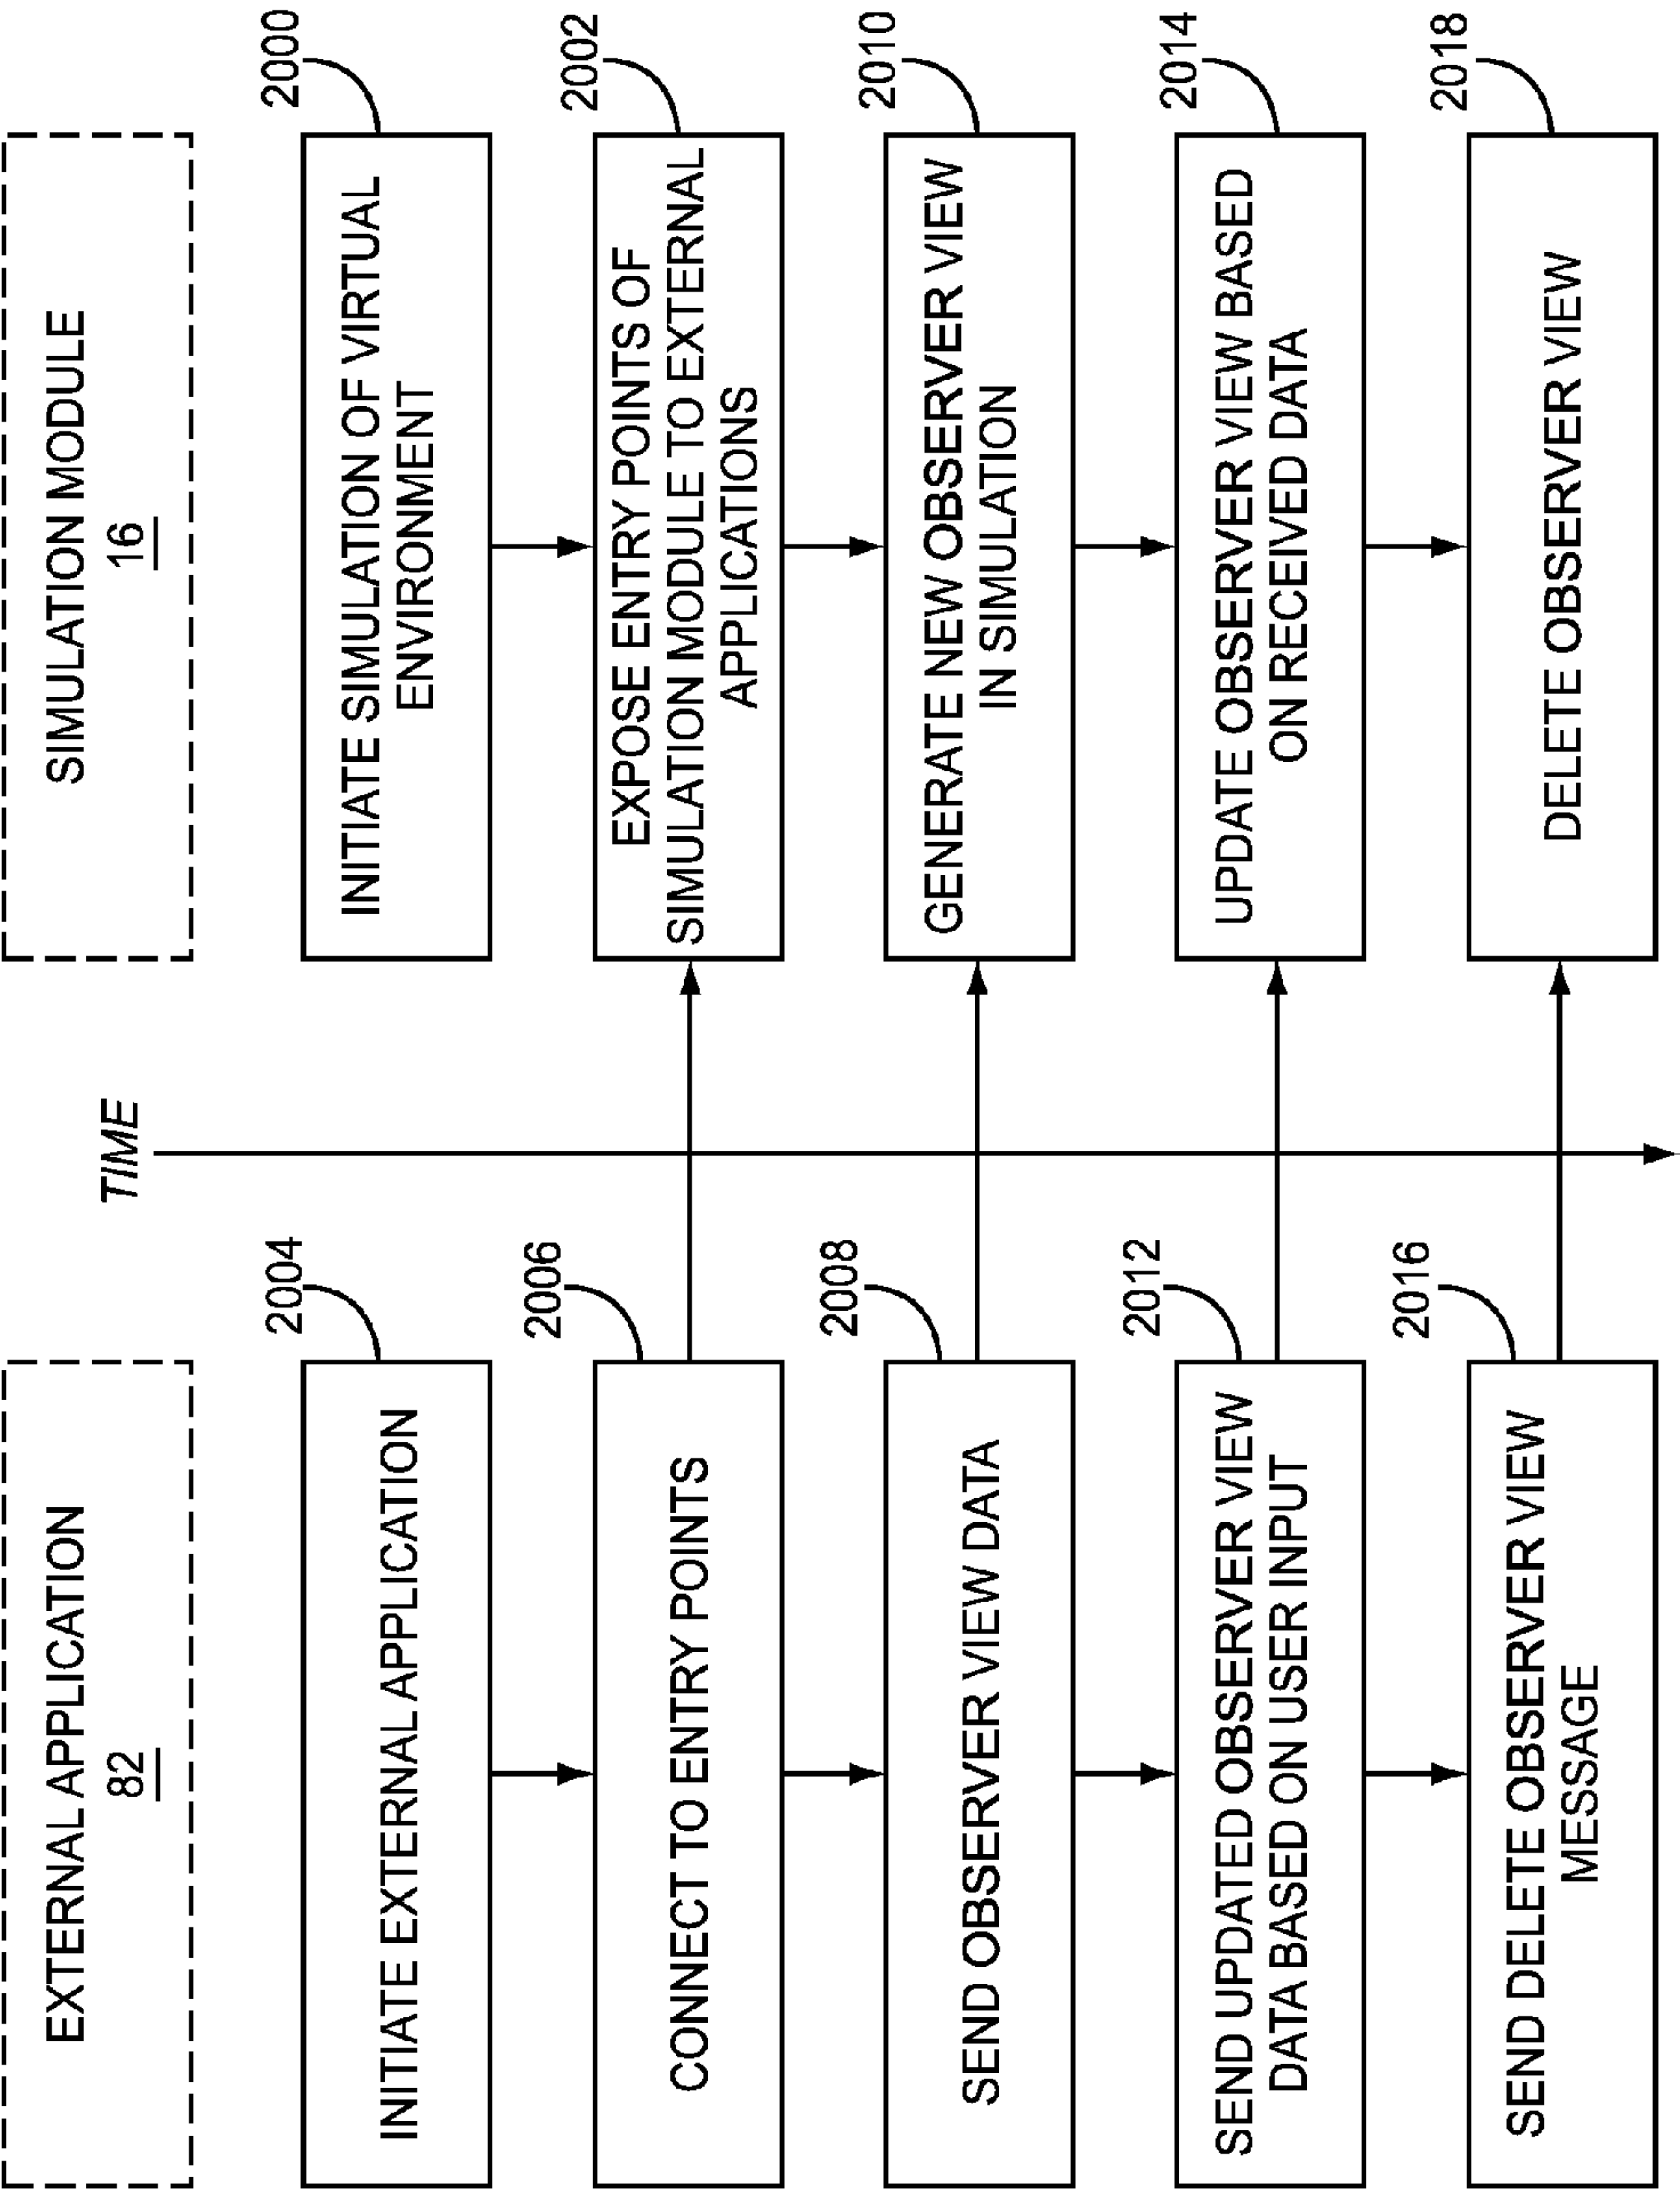 EXTERNAL APPLICATION
82
SIMULATION MODULE
16
TIME
2004
INITIATE EXTERNAL APPLICATION
2000
INITIATE SIMULATION OF VIRTUAL
ENVIRONMENT
2006
CONNECT TO ENTRY POINTS
2002
EXPOSE ENTRY POINTS OF
SIMULATION MODULE TO EXTERNAL
APPLICATIONS
2008
SEND OBSERVER VIEW DATA
2010
GENERATE NEW OBSERVER VIEW
IN SIMULATION
2012
SEND UPDATED OBSERVER VIEW
DATA BASED ON USER INPUT
2014
UPDATE OBSERVER VIEW BASED
ON RECEIVED DATA
2016
SEND DELETE OBSERVER VIEW
MESSAGE
2018
DELETE OBSERVER VIEW